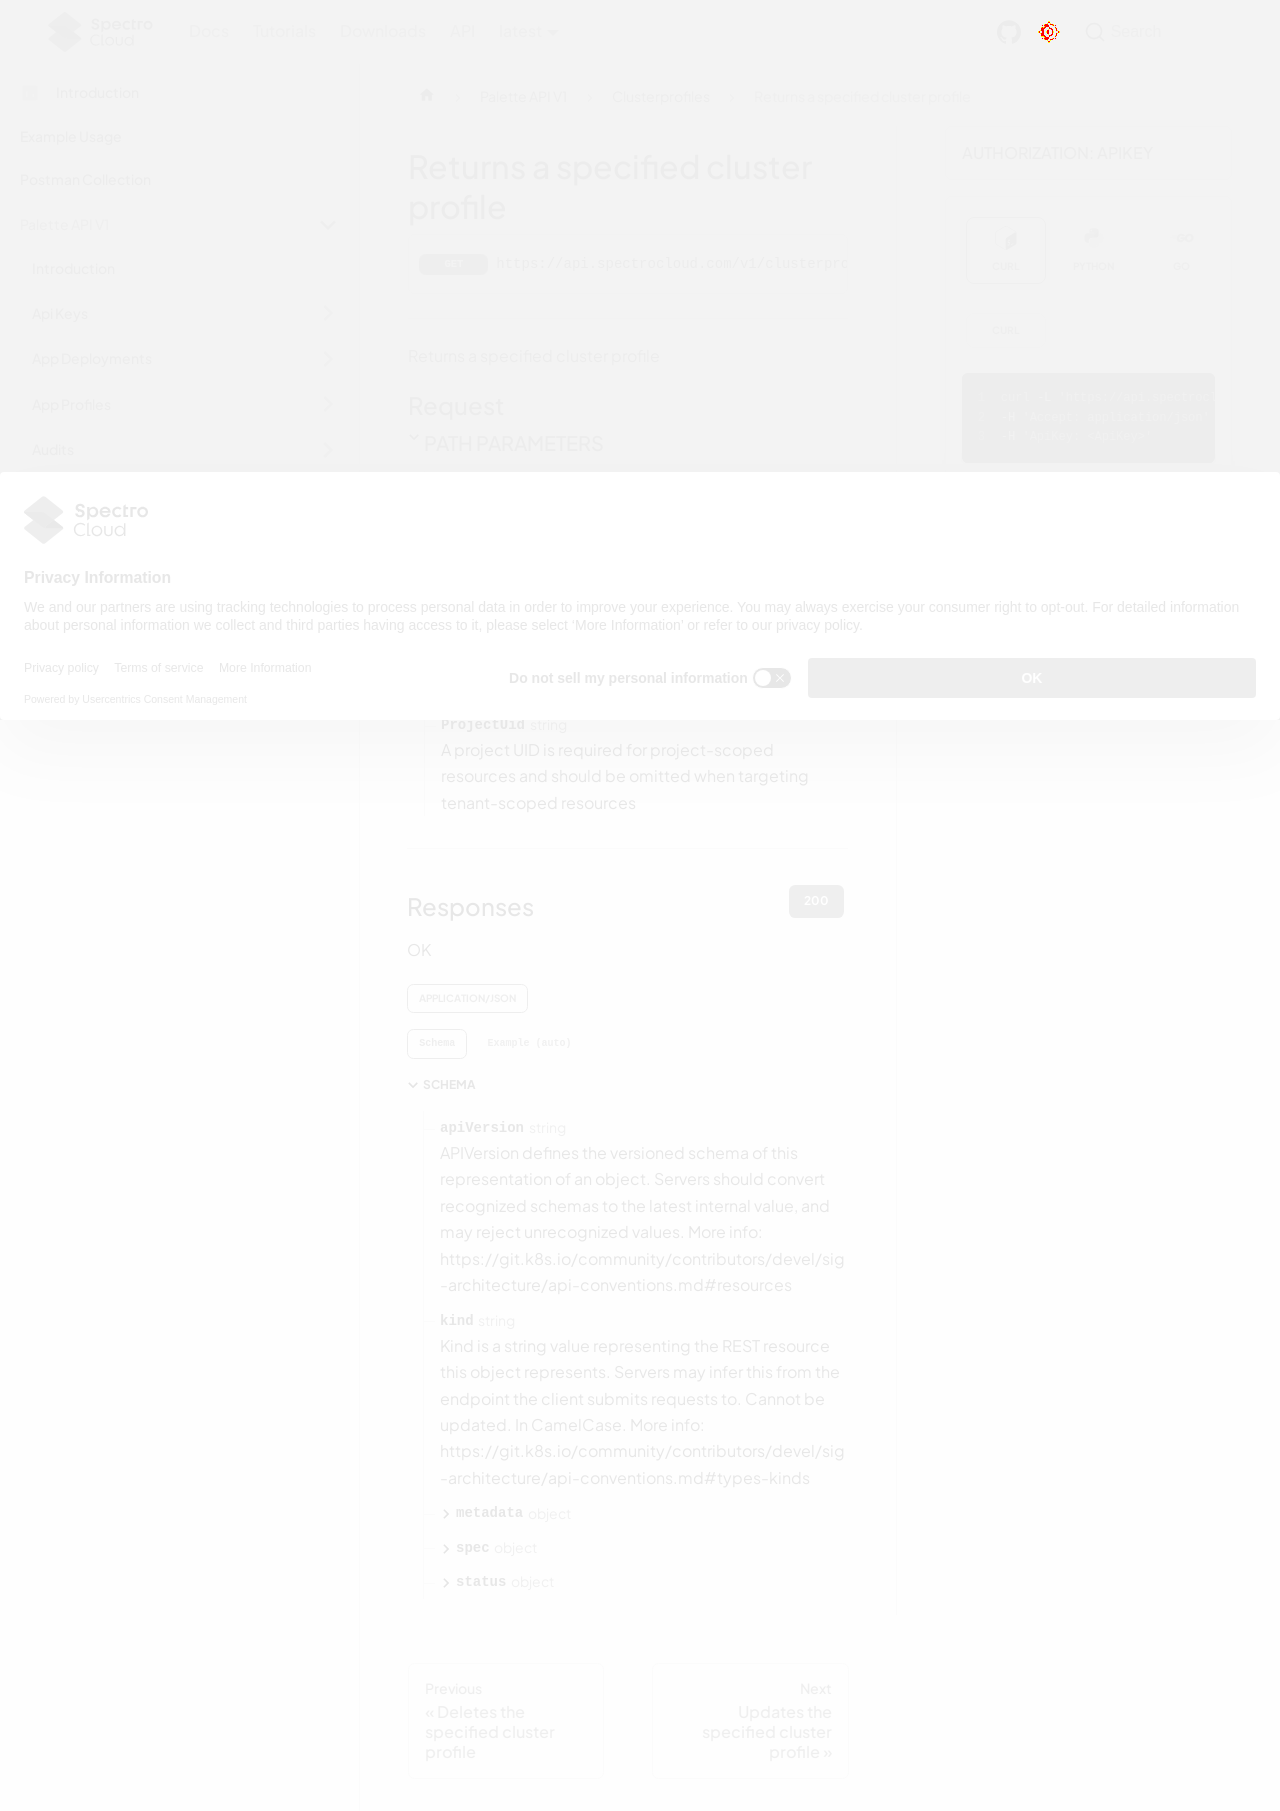 Spectro Cloud
Docs Tutorials Downloads API latest Search
Introduction
Palette API V1 Clusterprofiles Returns a specified cluster profile
Example Usage
Postman Collection
Palette API V1
Introduction
Api Keys
App Deployments
App Profiles
Audits
Returns a specified cluster
profile
GET https://api.spectrocloud.com/v1/clusterpro
Returns a specified cluster profile
Request
PATH PARAMETERS
AUTHORIZATION: APIKEY
CURL PYTHON GO
CURL
Spectro
Cloud
Privacy Information
We and our partners are using tracking technologies to process personal data in order to improve your experience. You may always exercise your consumer right to opt-out. For detailed information
about personal information we collect and third parties having access to it, please select ‘More Information’ or refer to our privacy policy.
Privacy policy Terms of service More Information
Do not sell my personal information
OK
Powered by Usercentrics Consent Management
ProjectUid string
A project UID is required for project-scoped
resources and should be omitted when targeting
tenant-scoped resources
Responses 200
OK
APPLICATION/JSON
Schema Example (auto)
SCHEMA
apiVersion string
APIVersion defines the versioned schema of this
representation of an object. Servers should convert
recognized schemas to the latest internal value, and
may reject unrecognized values. More info:
https://git.k8s.io/community/contributors/devel/sig
-architecture/api-conventions.md#resources
kind string
Kind is a string value representing the REST resource
this object represents. Servers may infer this from the
endpoint the client submits requests to. Cannot be
updated. In CamelCase. More info:
https://git.k8s.io/community/contributors/devel/sig
-architecture/api-conventions.md#types-kinds
metadata object
spec object
status object
Previous
« Deletes the
specified cluster
profile
Next
Updates the
specified cluster
profile »